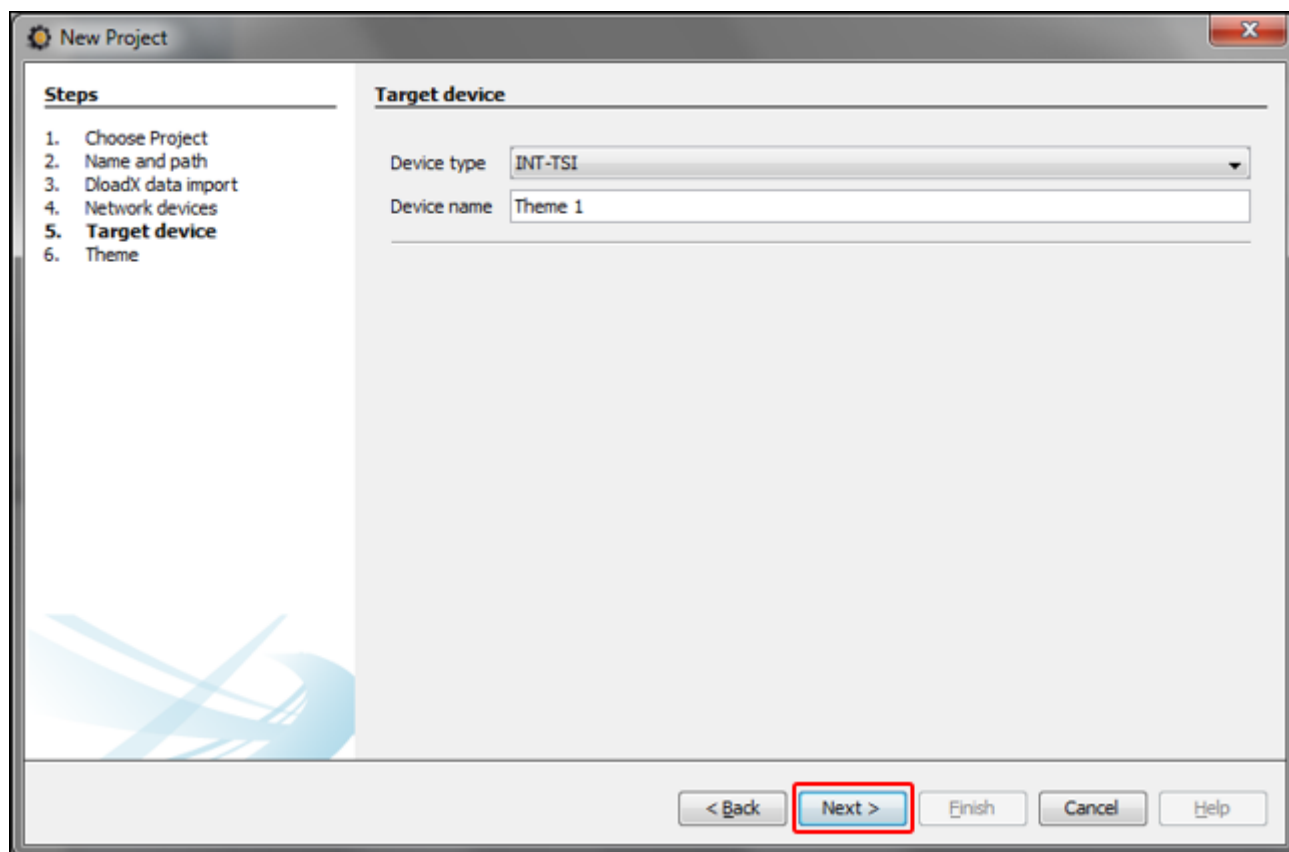 New Project
Steps
1. Choose Project
2. Name and path
3. DloadX data import
4. Network devices
5. Target device
6. Theme
Target device
Device type INT-TSI
Device name Theme 1
< Back Next > Finish Cancel Help